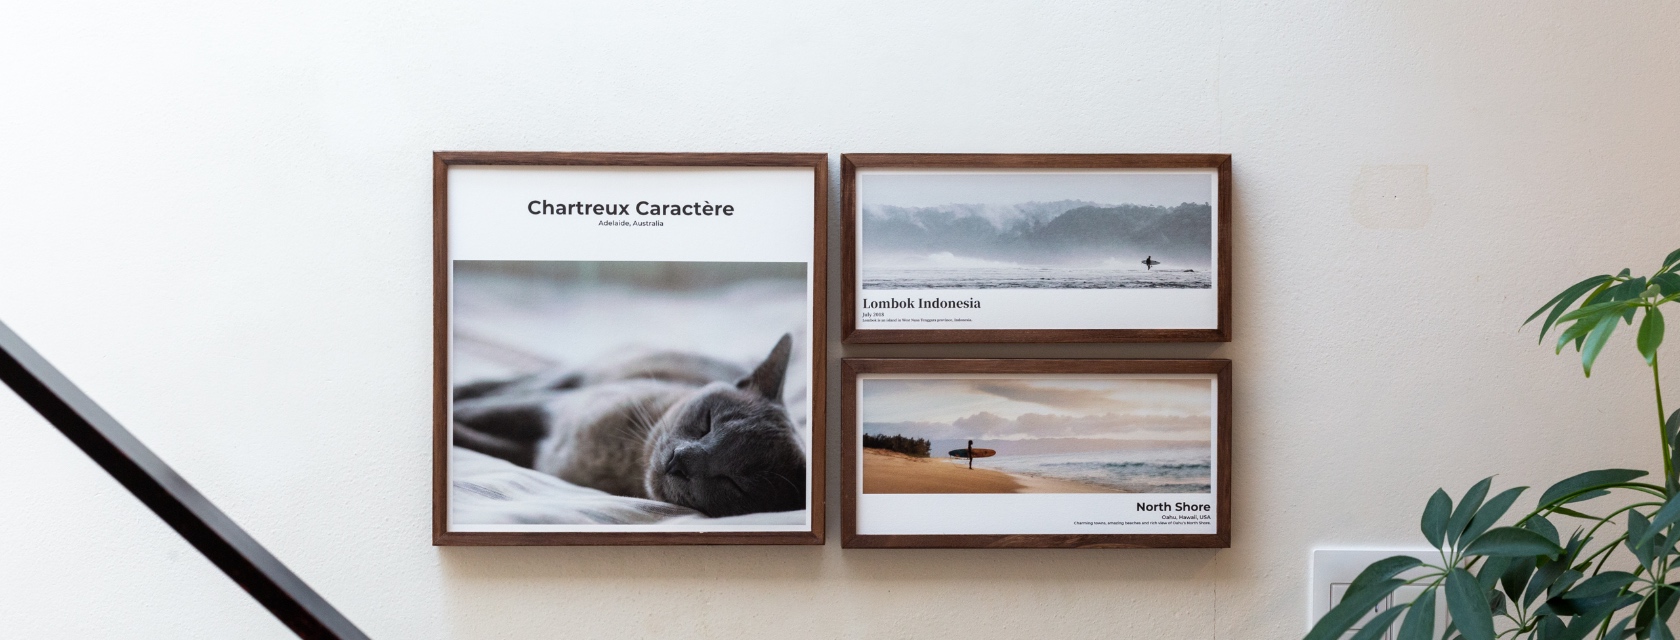 Chartreux Caractère
Adelaide, Australia
Lombok Indonesia
July 2018
Lombok is an island in West Nusa Tenggara province, Indonesia.
North Shore
Oahu, Hawaii, USA
Charming towns, amazing beaches and rich view of Oahu's North Shore.